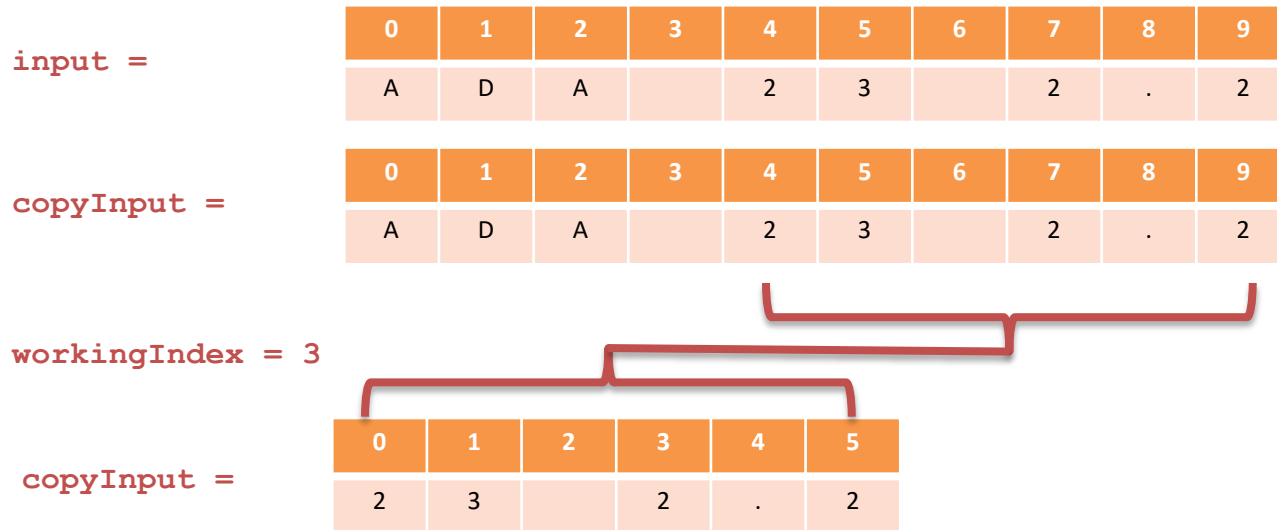 0 1 2 3 4 5 6 7 8 9
input =
A D A 2 3 2 . 2
0 1 2 3 4 5 6 7 8 9
copyInput =
A D A 2 3 2 . 2
workingIndex = 3
0 1 2 3 4 5
copyInput =
2 3 2 . 2